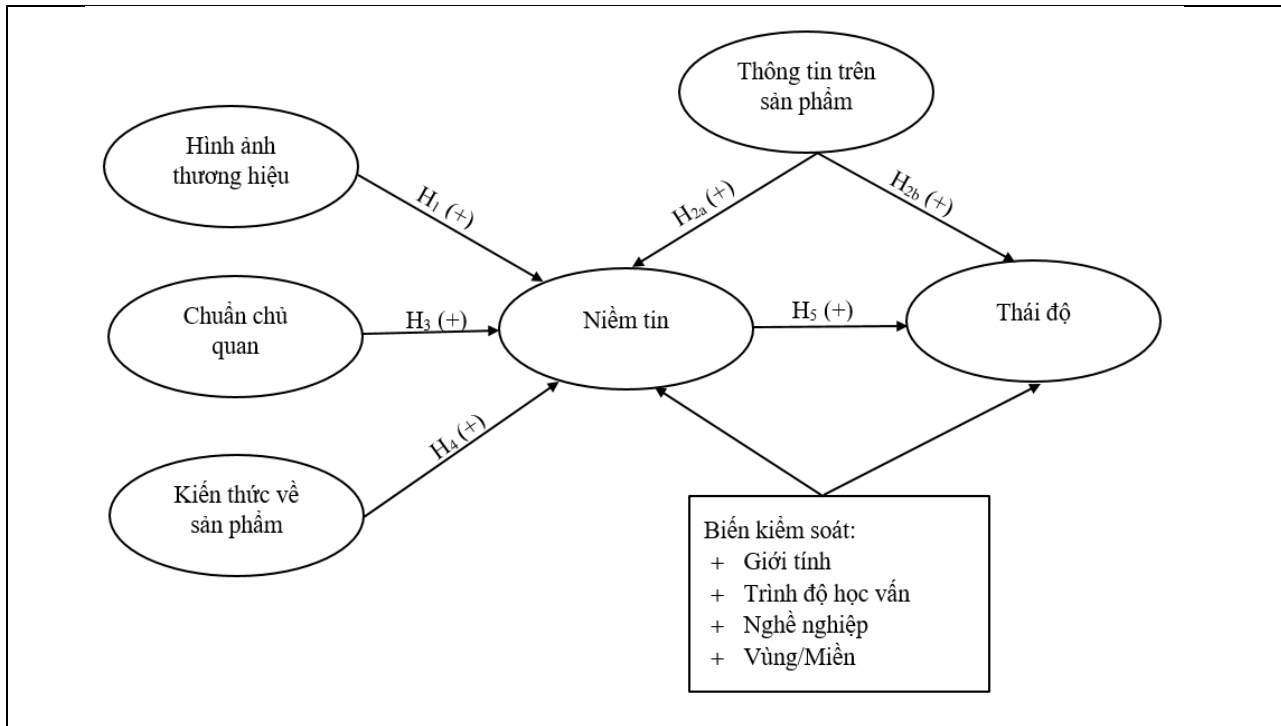 Thông tin trên
sản phẩm
Hình ảnh
thương hiệu
H₁ (+)
H₂ₐ (+)
H₂b (+)
Chuẩn chủ
quan
H₃ (+)
Niềm tin
H₅ (+)
Thái độ
Kiến thức về
sản phẩm
H₄ (+)
Biến kiểm soát:
+ Giới tính
+ Trình độ học vấn
+ Nghề nghiệp
+ Vùng/Miền